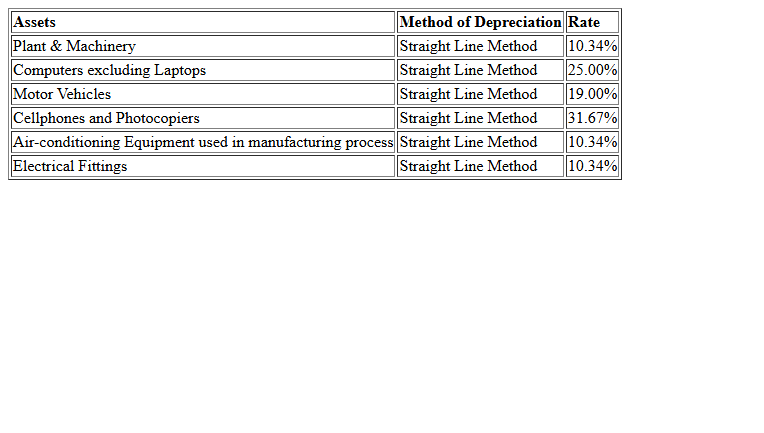 Assets Method of Depreciation Rate
Plant & Machinery Straight Line Method 10.34%
Computers excluding Laptops Straight Line Method 25.00%
Motor Vehicles Straight Line Method 19.00%
Cellphones and Photocopiers Straight Line Method 31.67%
Air-conditioning Equipment used in manufacturing process Straight Line Method 10.34%
Electrical Fittings Straight Line Method 10.34%